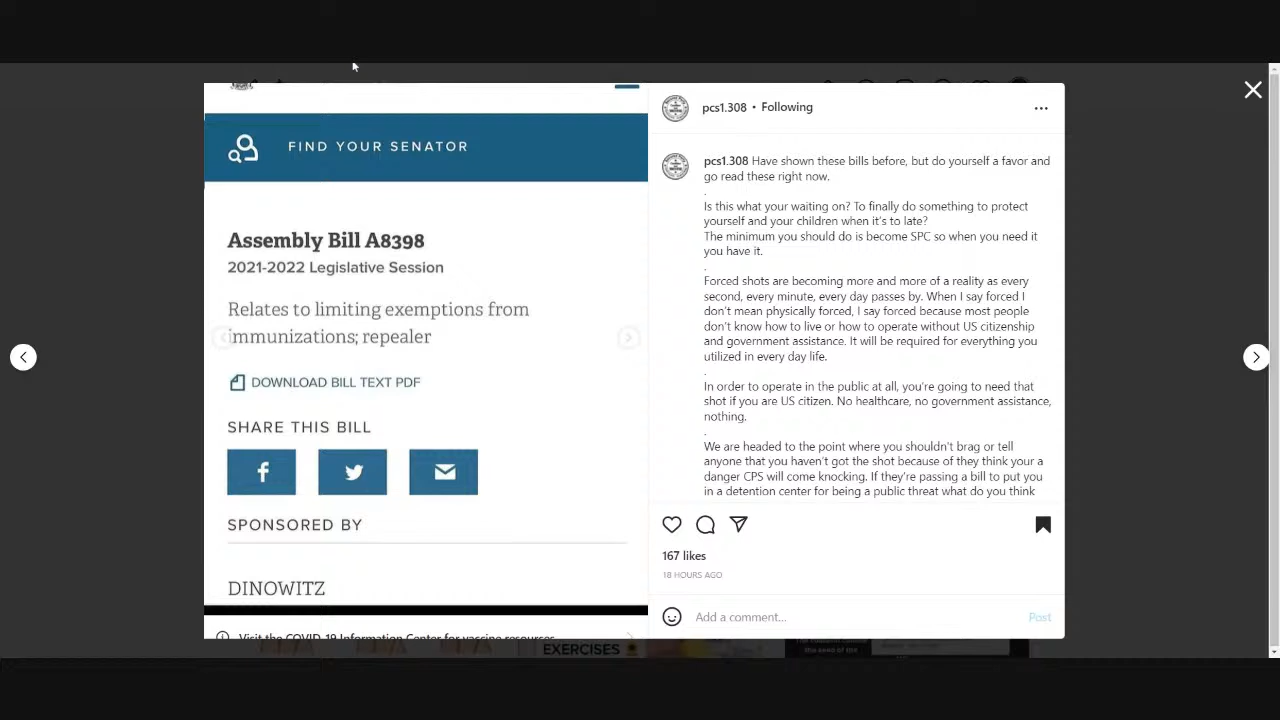 FIND YOUR SENATOR
Assembly Bill A8398
2021-2022 Legislative Session
Relates to limiting exemptions from
immunizations; repealer
DOWNLOAD BILL TEXT PDF
SHARE THIS BILL
SPONSORED BY
DINOWITZ
Visit the COVID-19 Information Center for vaccine resources
pcs1.308 • Following
pcs1.308 Have shown these bills before, but do yourself a favor and
go read these right now.
.
Is this what your waiting on? To finally do something to protect
yourself and your children when it's to late?
The minimum you should do is become SPC so when you need it
you have it.
.
Forced shots are becoming more and more of a reality as every
second, every minute, every day passes by. When I say forced I
don't mean physically forced, I say forced because most people
don't know how to live or how to operate without US citizenship
and government assistance. It will be required for everything you
utilized in every day life.
.
In order to operate in the public at all, you're going to need that
shot if you are US citizen. No healthcare, no government assistance,
nothing.
.
We are headed to the point where you shouldn't brag or tell
anyone that you haven't got the shot because of they think your a
danger CPS will come knocking. If they're passing a bill to put you
in a detention center for being a public threat what do you think
167 likes
18 HOURS AGO
Add a comment...
Post
EXERCISES